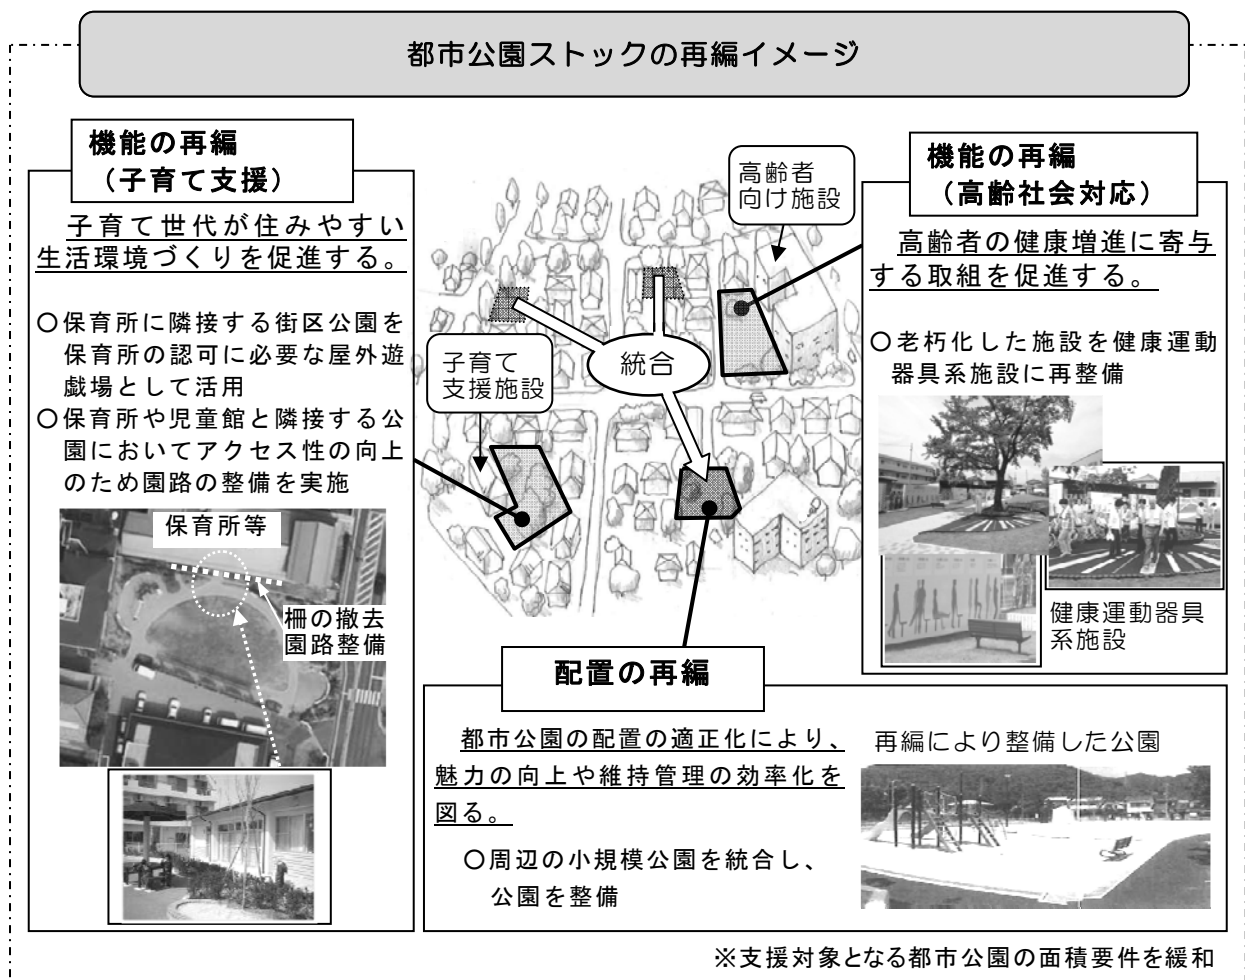 都市公園ストックの再編イメージ
機能の再編
（子育て支援）
子育て世代が住みやすい
生活環境づくりを促進する。
○保育所に隣接する街区公園を
保育所の認可に必要な屋外遊
戯場として活用
○保育所や児童館と隣接する公
園においてアクセス性の向上
のため園路の整備を実施
保育所等
柵の撤去
園路整備
高齢者
向け施設
統合
子育て
支援施設
機能の再編
（高齢社会対応）
高齢者の健康増進に寄与
する取組を促進する。
○老朽化した施設を健康運動
器具系施設に再整備
健康運動器具
系施設
配置の再編
都市公園の配置の適正化により、
魅力の向上や維持管理の効率化を
図る。
○周辺の小規模公園を統合し、
公園を整備
再編により整備した公園
※支援対象となる都市公園の面積要件を緩和